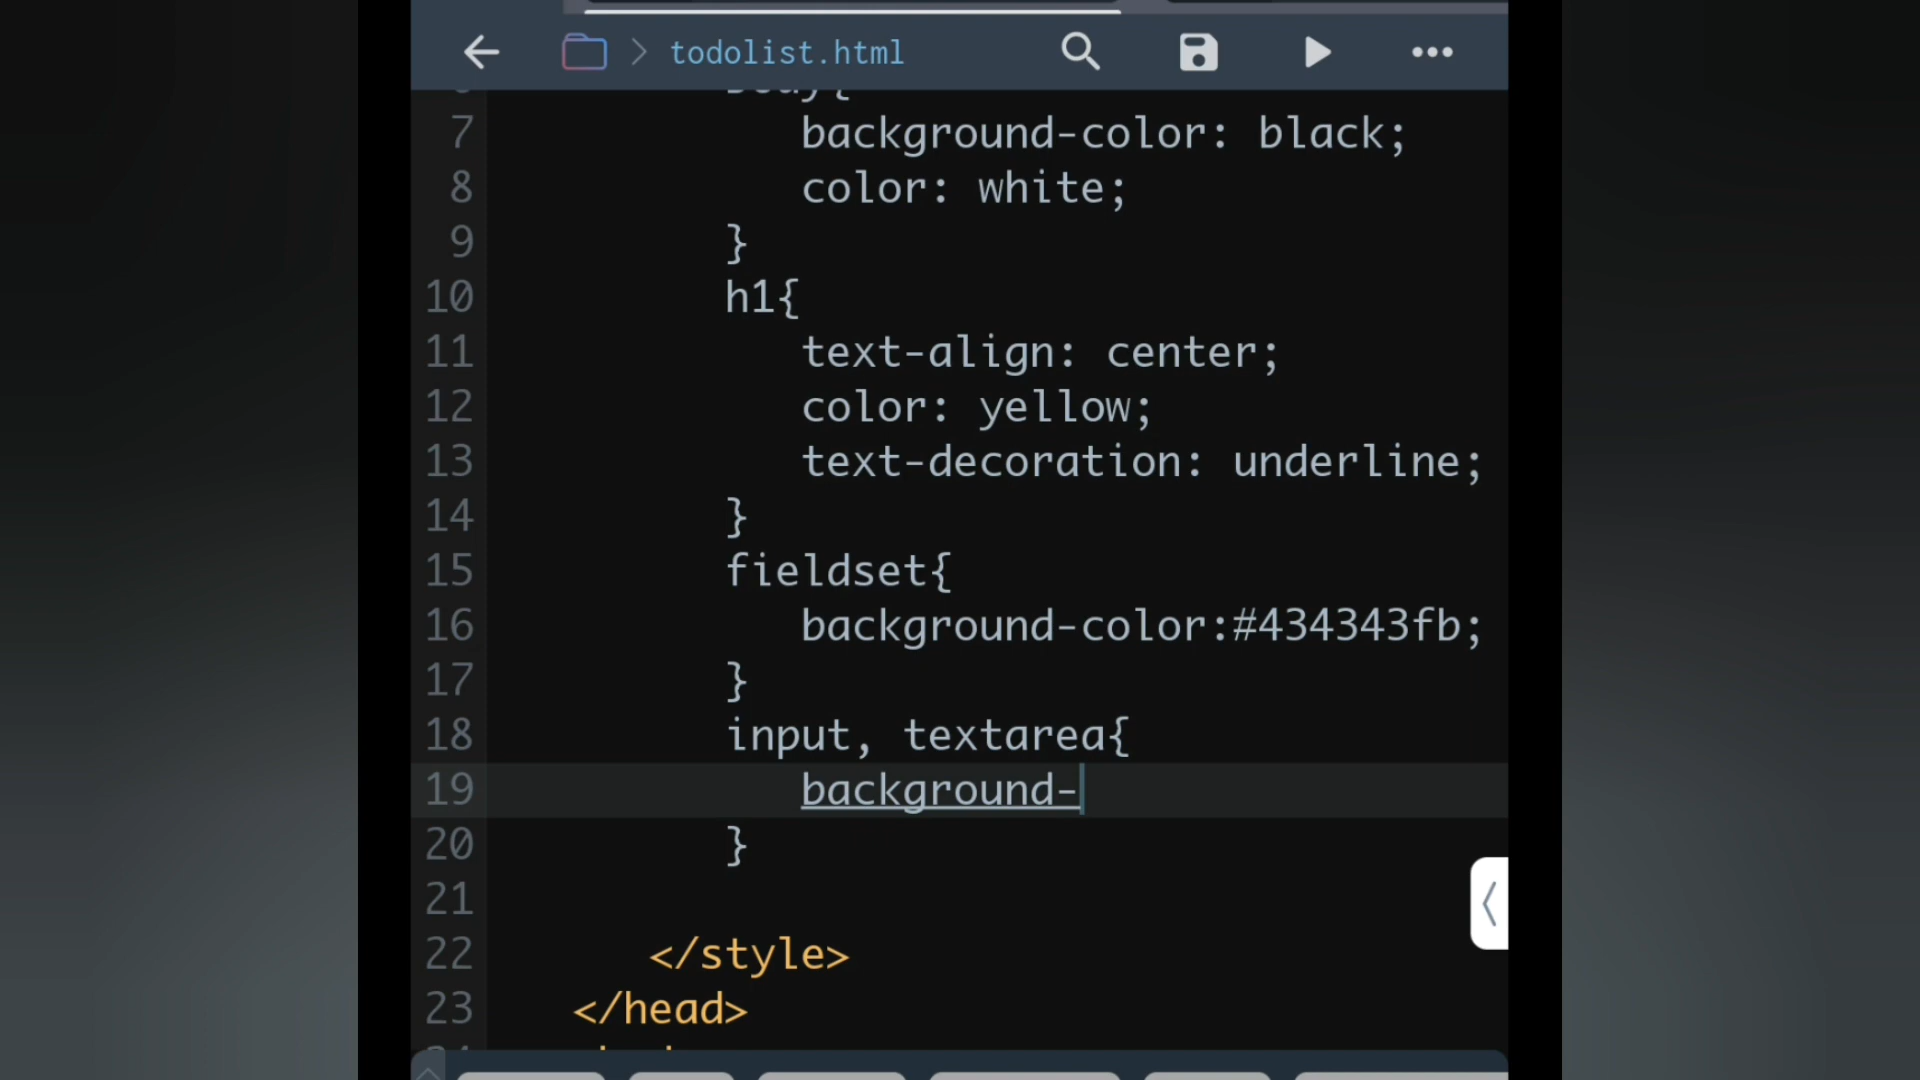 todolist.html
body{
7 background-color: black;
8 color: white;
9 }
10 h1{
11 text-align: center;
12 color: yellow;
13 text-decoration: underline;
14 }
15 fieldset{
16 background-color:#434343fb;
17 }
18 input, textarea{
19 background-
20 }
21
22 </style>
23 </head>